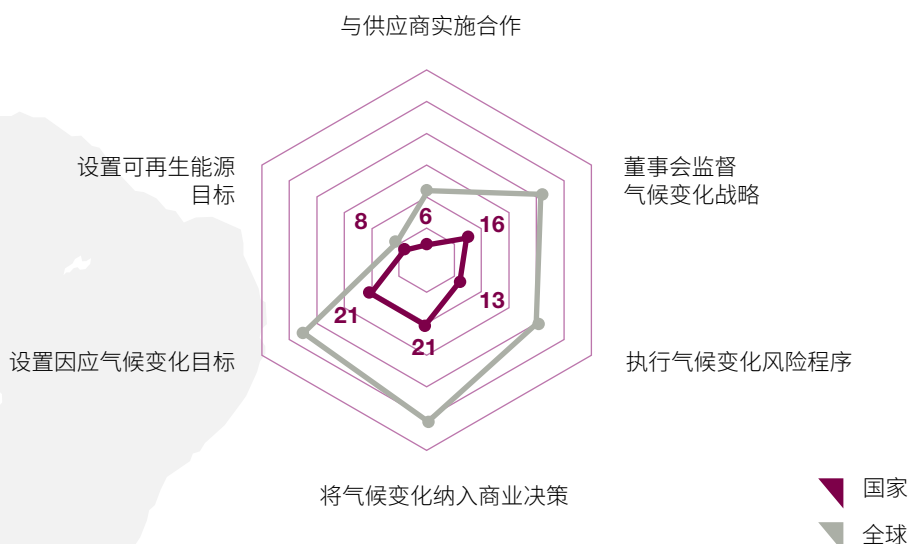 与供应商实施合作
设置可再生能源
目标
董事会监督
气候变化战略
8
6
16
21
13
21
设置因应气候变化目标
执行气候变化风险程序
将气候变化纳入商业决策
国家
全球